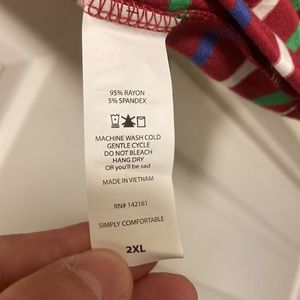 95% RAYON
5% SPANDEX
MACHINE WASH COLD
GENTLE CYCLE
DO NOT BLEACH
HANG DRY
OR you'll be sad
MADE IN VIETNAM
RN# 142161
SIMPLY COMFORTABLE
2XL